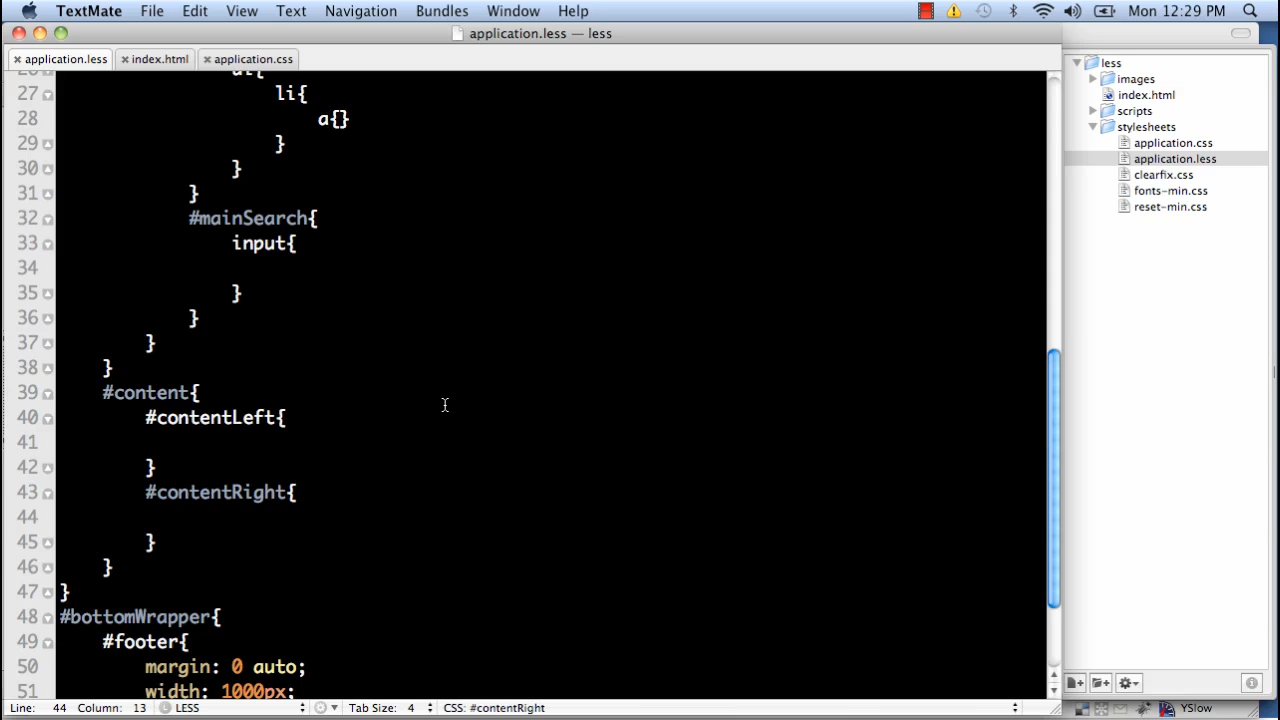 TextMate File Edit View Text Navigation Bundles Window Help Mon 12:29 PM
application.less — less
application.less index.html application.css
27 li{
28 a{}
29 }
30 }
31 }
32 #mainSearch{
33 input{
34
35 }
36 }
37 }
38 }
39 #content{
40 #contentLeft{
41
42 }
43 #contentRight{
44
45 }
46 }
47 }
48 #bottomWrapper{
49 #footer{
50 margin: 0 auto;
51 width: 1000px;
less
images
index.html
scripts
stylesheets
application.css
application.less
clearfix.css
fonts-min.css
reset-min.css
Line: 44 Column: 13 LESS Tab Size: 4 CSS: #contentRight
YSlow